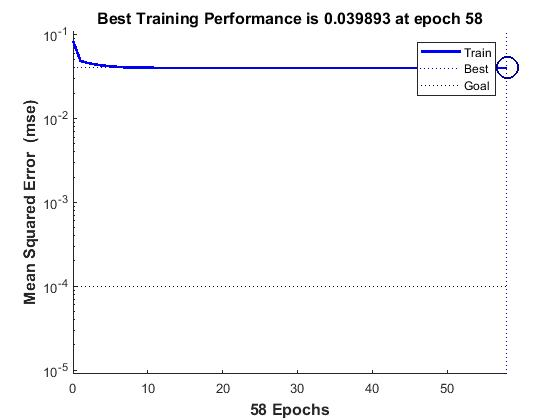 Best Training Performance is 0.039893 at epoch 58
Mean Squared Error (mse)
10^-1
10^-2
10^-3
10^-4
10^-5
Train
Best
Goal
0 10 20 30 40 50
58 Epochs